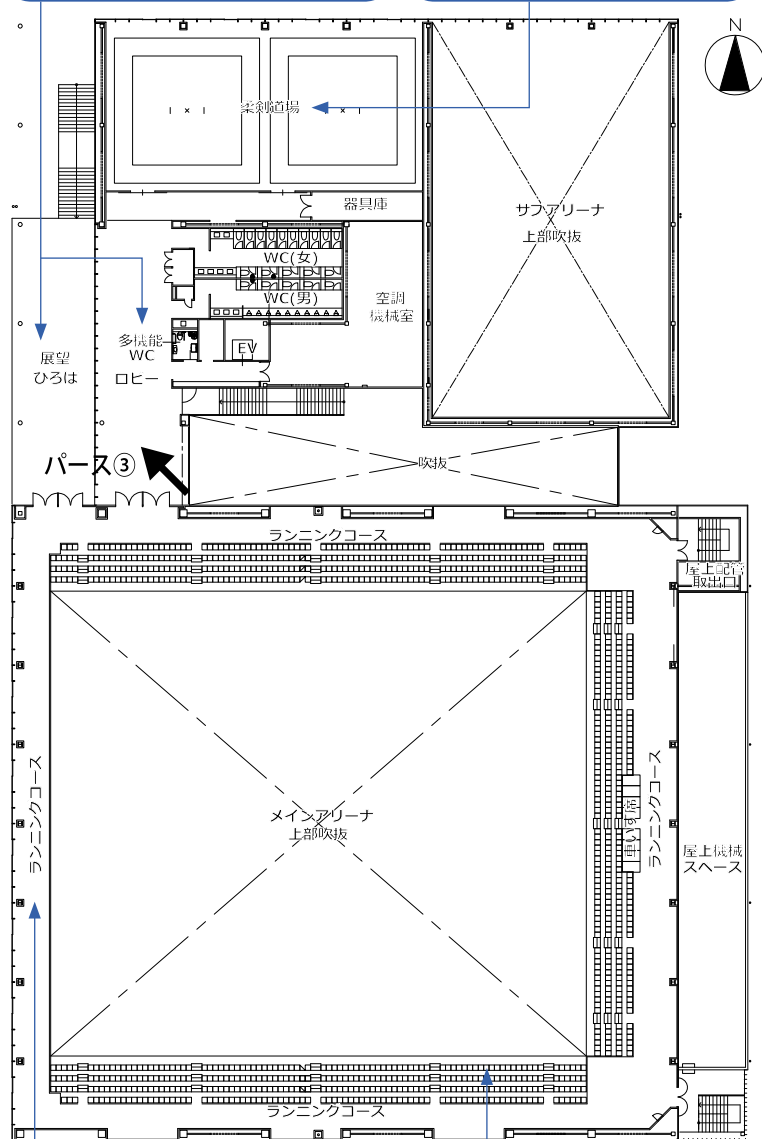 N
柔剣道場
器具庫
サブアリーナ
上部吹抜
WC(女)
WC(男)
空調
機械室
多機能
WC
EV
展望
ひろば
ロビー
パース③
吹抜
ランニングコース
屋上配管
取出口
メインアリーナ
上部吹抜
ランニングコース
車いす席
ランニングコース
屋上機械
スペース
ランニングコース